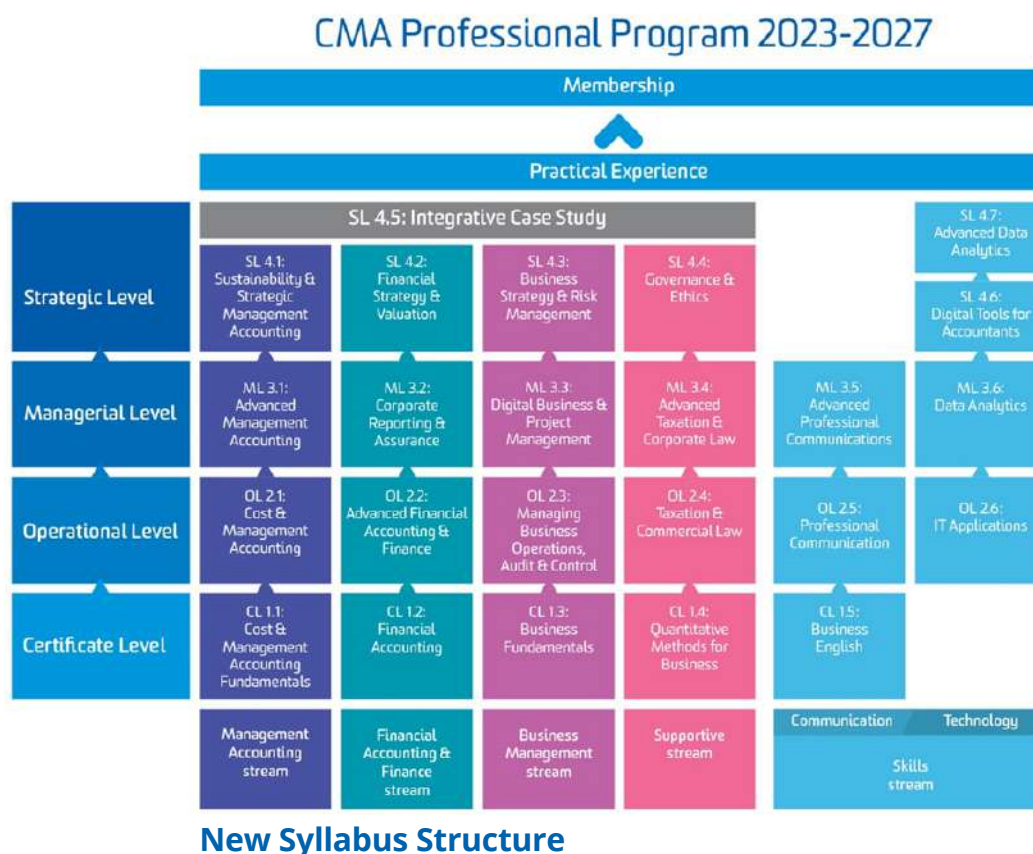 CMA Professional Program 2023-2027
Membership
Practical Experience
Strategic Level
SL 4.5: Integrative Case Study
SL 4.1:
Sustainability &
Strategic
Management
Accounting
SL 4.2:
Financial
Strategy &
Valuation
SL 4.3:
Business
Strategy & Risk
Management
SL 4.4:
Governance &
Ethics
SL 4.7:
Advanced Data
Analytics
SL 4.6:
Digital Tools for
Accountants
Managerial Level
ML 3.1:
Advanced
Management
Accounting
ML 3.2:
Corporate
Reporting &
Assurance
ML 3.3:
Digital Business &
Project
Management
ML 3.4:
Advanced
Taxation &
Corporate Law
ML 3.5:
Advanced
Professional
Communications
ML 3.6:
Data Analytics
Operational Level
OL 2.1:
Cost &
Management
Accounting
OL 2.2:
Advanced Financial
Accounting &
Finance
OL 2.3:
Managing
Business
Operations,
Audit & Control
OL 2.4:
Taxation &
Commercial Law
OL 2.5:
Professional
Communication
OL 2.6:
IT Applications
Certificate Level
CL 1.1:
Cost &
Management
Accounting
Fundamentals
CL 1.2:
Financial
Accounting
CL 1.3:
Business
Fundamentals
CL 1.4:
Quantitative
Methods for
Business
CL 1.5:
Business
English
Management
Accounting
stream
Financial
Accounting &
Finance
stream
Business
Management
stream
Supportive
stream
Communication
Technology
Skills
stream
New Syllabus Structure